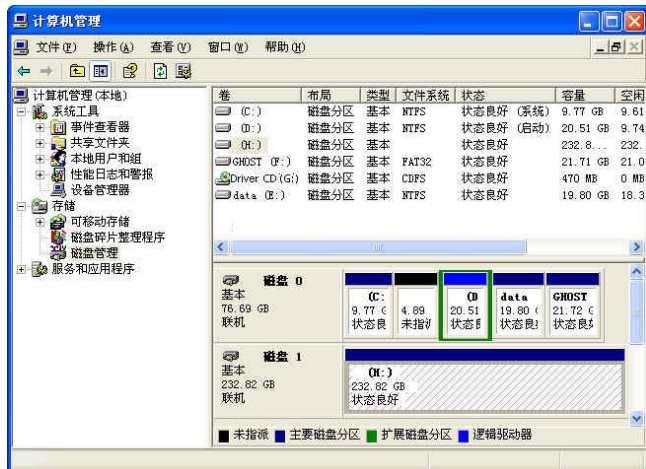 计算机管理
文件(F) 操作(A) 查看(V) 窗口(W) 帮助(H)
计算机管理(本地)
系统工具
事件查看器
共享文件夹
本地用户和组
性能日志和警报
设备管理器
存储
可移动存储
磁盘碎片整理程序
磁盘管理
服务和应用程序
卷 布局 类型 文件系统 状态 容量 空闲
(C:) 磁盘分区 基本 NTFS 状态良好 (系统) 9.77 GB 9.61
(D:) 磁盘分区 基本 NTFS 状态良好 (启动) 20.51 GB 9.74
(H:) 磁盘分区 基本 状态良好 232.8... 232.
GHOST (F:) 磁盘分区 基本 FAT32 状态良好 21.71 GB 21.0
Driver CD (G:) 磁盘分区 基本 CDFS 状态良好 470 MB 0 MB
data (E:) 磁盘分区 基本 NTFS 状态良好 19.80 GB 18.3
磁盘 0
基本
76.69 GB
联机
(C: (D data GHOST
9.77 G 4.89 20.51 19.80 ( 21.72 G
状态良 未指 状态 状态良 状态良
磁盘 1
基本
232.82 GB
联机
(H:)
232.82 GB
状态良好
未指派 主要磁盘分区 扩展磁盘分区 逻辑驱动器